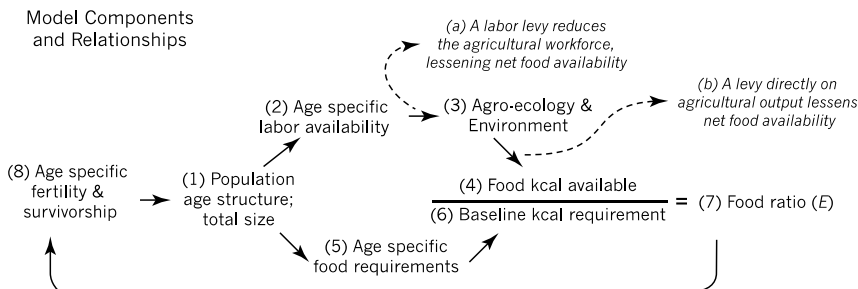 Model Components
and Relationships
(a) A labor levy reduces
the agricultural workforce,
lessening net food availability
(b) A levy directly on
agricultural output lessens
net food availability
(2) Age specific
labor availability
(3) Agro-ecology &
Environment
(8) Age specific
fertility &
survivorship
(1) Population
age structure;
total size
(4) Food kcal available
(6) Baseline kcal requirement
= (7) Food ratio (E)
(5) Age specific
food requirements